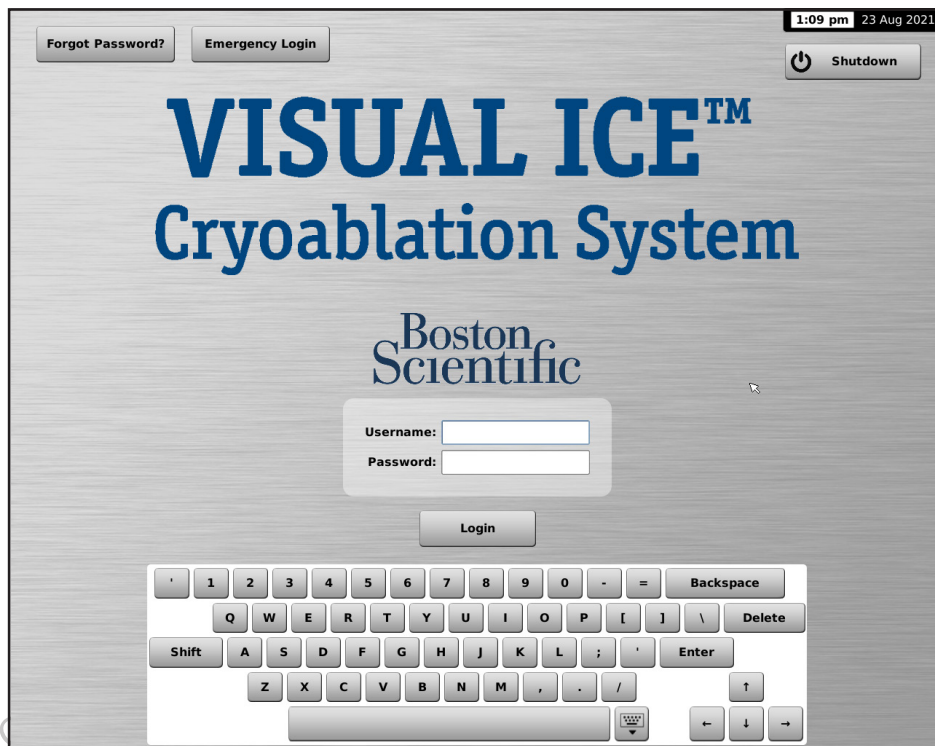 1:09 pm 23 Aug 2021
Forgot Password? Emergency Login
Shutdown
VISUAL ICE™
Cryoablation System
Boston
Scientific
Username:
Password:
Login
' 1 2 3 4 5 6 7 8 9 0 - = Backspace
Q W E R T Y U I O P [ ] \ Delete
Shift A S D F G H J K L ; ' Enter
Z X C V B N M , . / ↑
← ↓ →